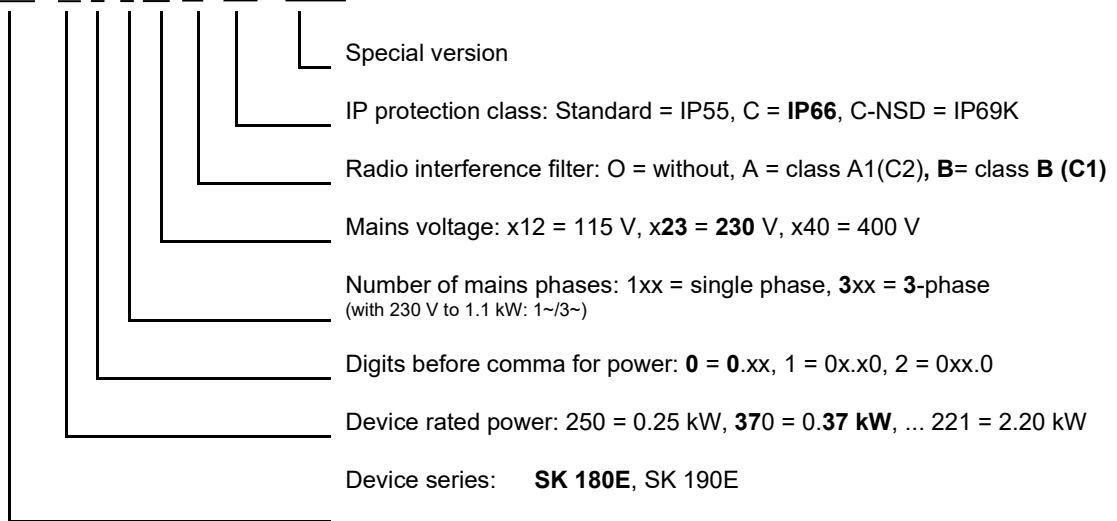 Special version
IP protection class: Standard = IP55, C = IP66, C-NSD = IP69K
Radio interference filter: O = without, A = class A1(C2), B= class B (C1)
Mains voltage: x12 = 115 V, x23 = 230 V, x40 = 400 V
Number of mains phases: 1xx = single phase, 3xx = 3-phase
(with 230 V to 1.1 kW: 1~/3~)
Digits before comma for power: 0 = 0.xx, 1 = 0x.x0, 2 = 0xx.0
Device rated power: 250 = 0.25 kW, 370 = 0.37 kW, ... 221 = 2.20 kW
Device series: SK 180E, SK 190E